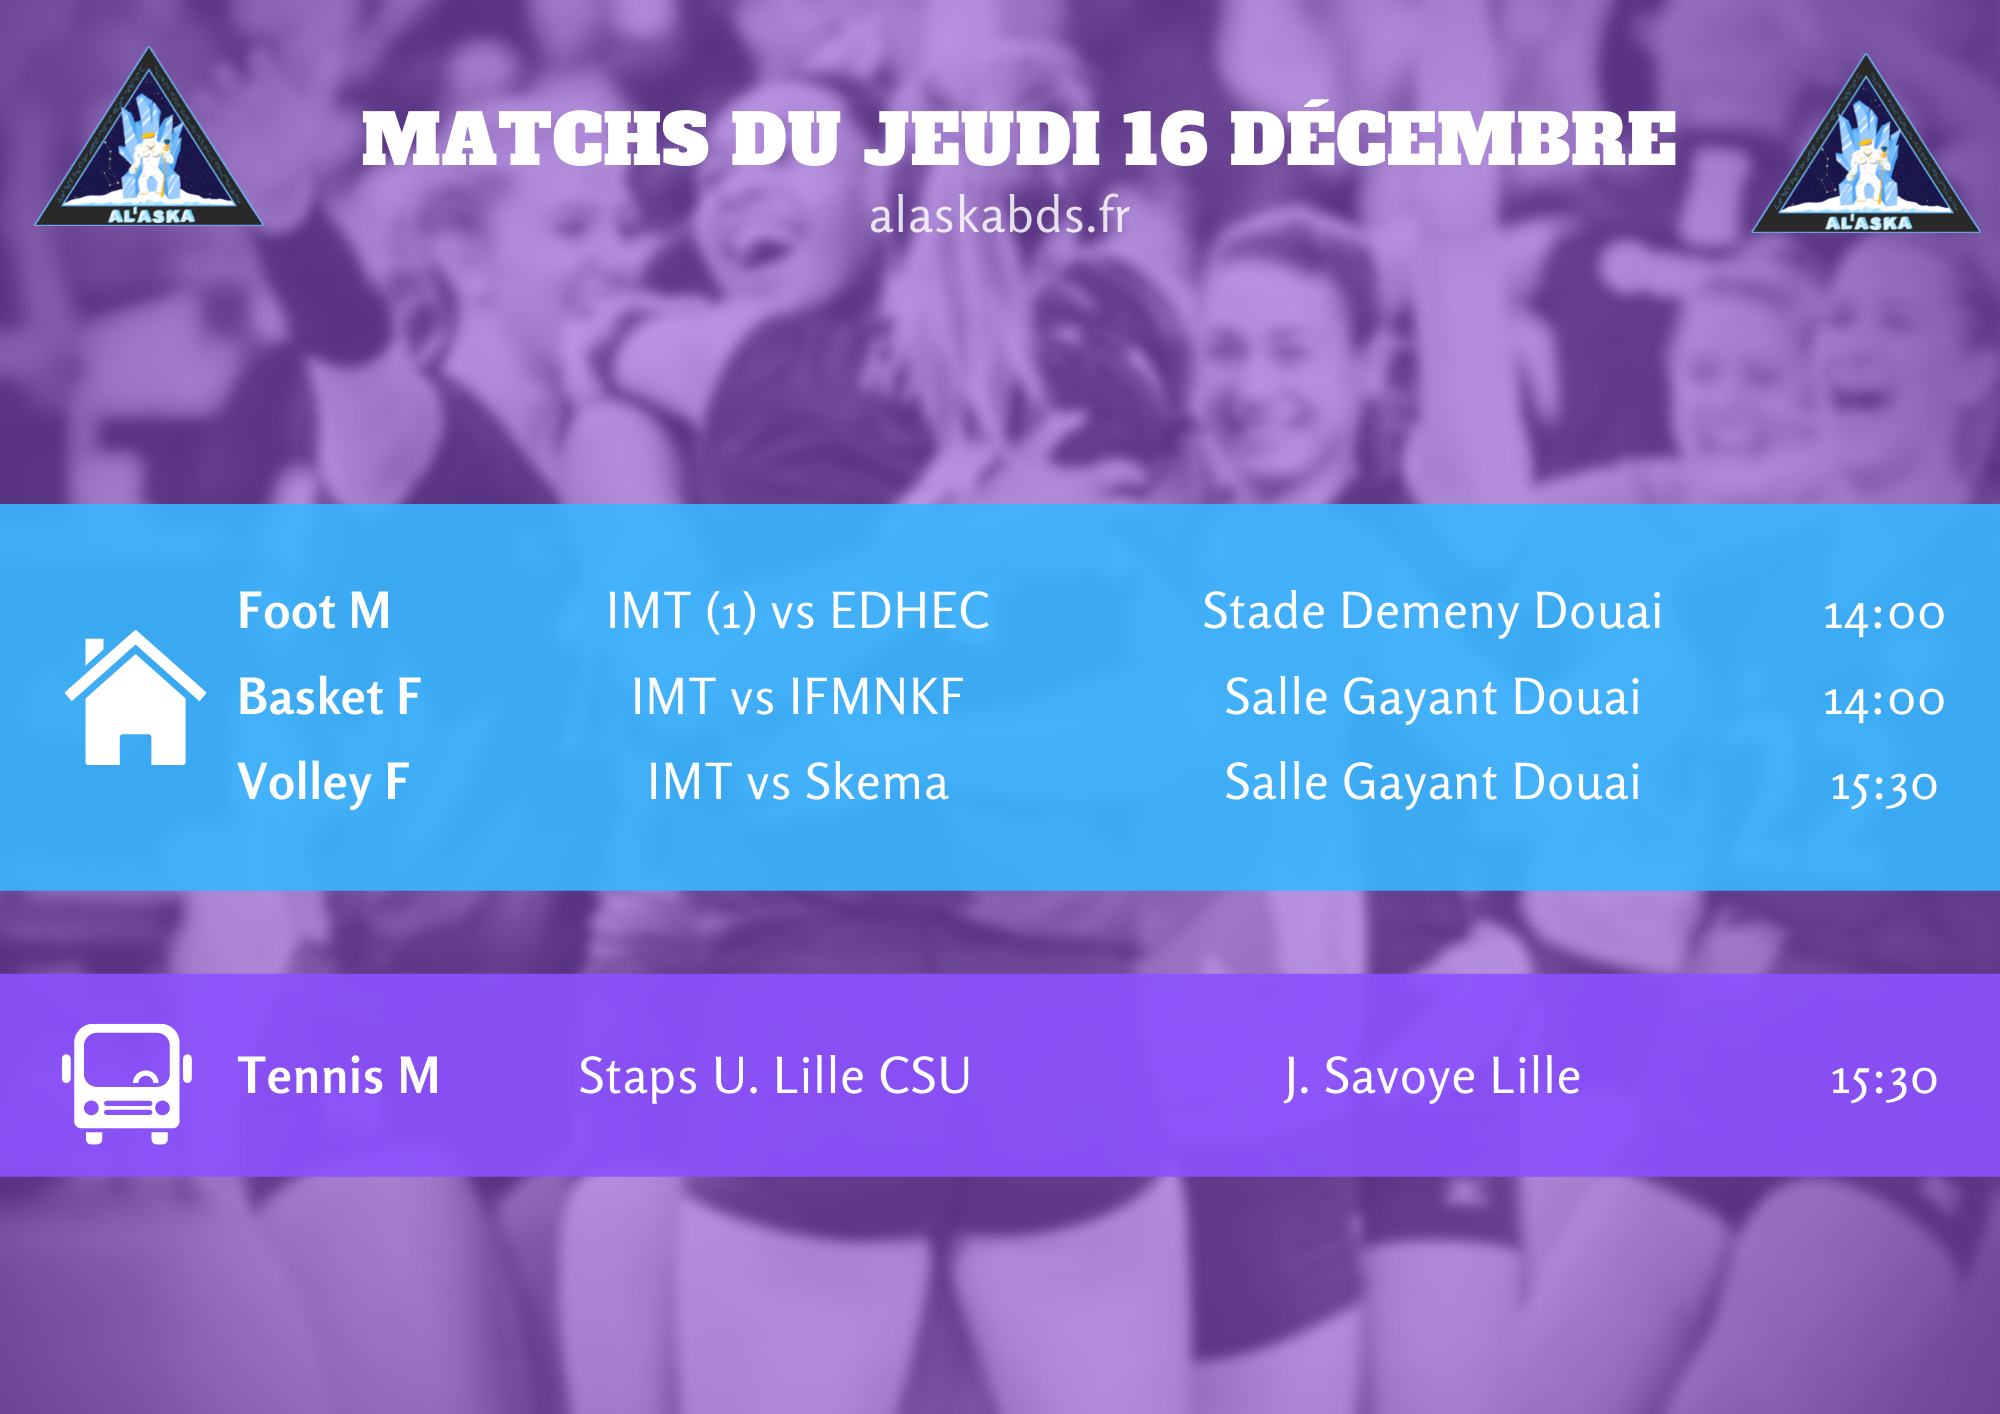 MATCHS DU JEUDI 16 DÉCEMBRE
alaskabds.fr
AL'ASKA
AL'ASKA
Foot M IMT (1) vs EDHEC Stade Demeny Douai 14:00
Basket F IMT vs IFMNKF Salle Gayant Douai 14:00
Volley F IMT vs Skema Salle Gayant Douai 15:30
Tennis M Staps U. Lille CSU J. Savoye Lille 15:30